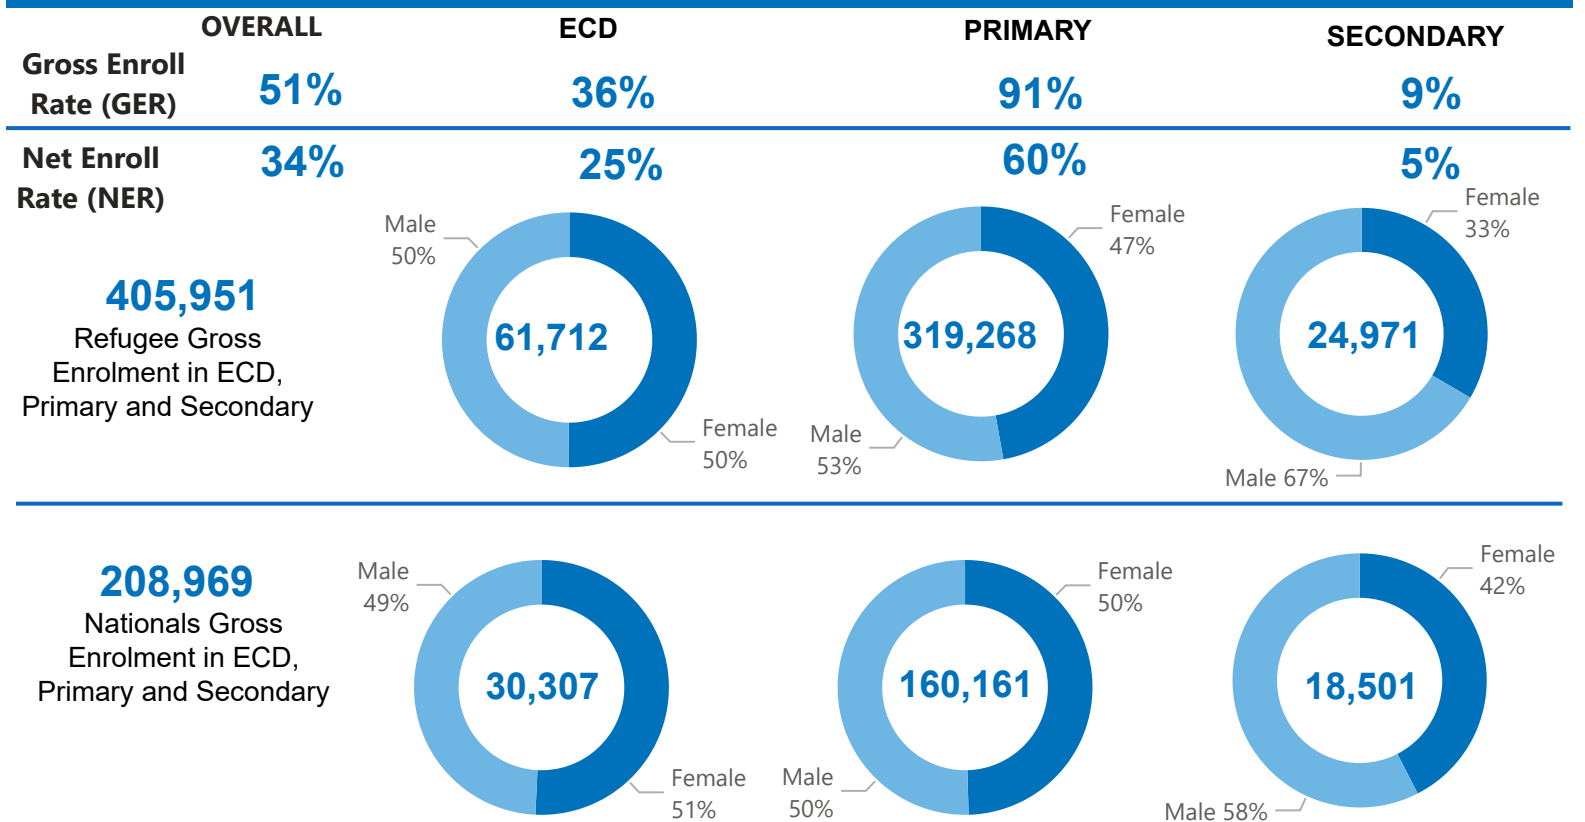 OVERALL
ECD
PRIMARY
SECONDARY
Gross Enroll
Rate (GER)
51%
36%
91%
9%
Net Enroll
Rate (NER)
34%
25%
60%
5%
405,951
Refugee Gross
Enrolment in ECD,
Primary and Secondary
Male
50%
61,712
Female
50%
Female
47%
319,268
Male
53%
Female
33%
24,971
Male 67%
208,969
Nationals Gross
Enrolment in ECD,
Primary and Secondary
Male
49%
30,307
Female
51%
Female
50%
160,161
Male
50%
Female
42%
18,501
Male 58%